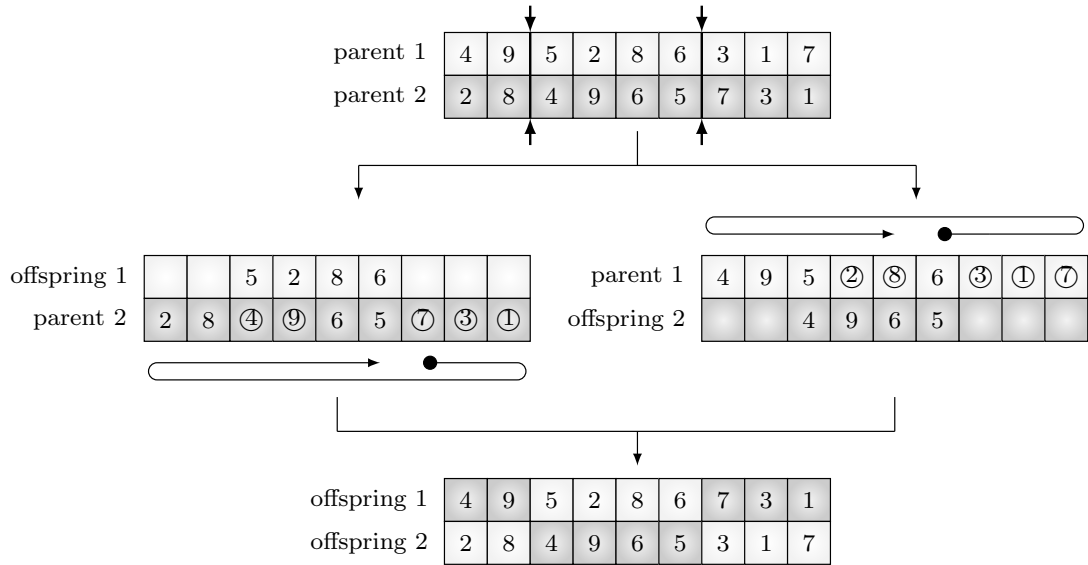 parent 1 4 9 5 2 8 6 3 1 7
parent 2 2 8 4 9 6 5 7 3 1
offspring 1 5 2 8 6
parent 2 2 8 4 9 6 5 7 3 1
parent 1 4 9 5 2 8 6 3 1 7
offspring 2 4 9 6 5
offspring 1 4 9 5 2 8 6 7 3 1
offspring 2 2 8 4 9 6 5 3 1 7